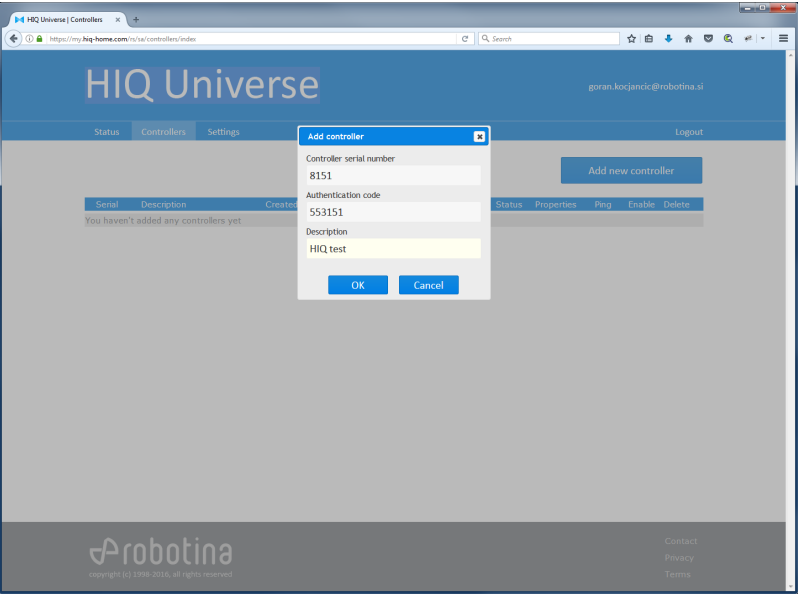 HIQ Universe | Controllers
https://my.hiq-home.com/rs/sa/controllers/index
Search
HIQ Universe
goran.kocjancic@robotina.si
Status Controllers Settings
Logout
Add controller
Controller serial number
8151
Authentication code
553151
Description
HIQ test
OK Cancel
Add new controller
Serial Description Created Status Properties Ping Enable Delete
You haven't added any controllers yet
robotina
copyright (c) 1998-2016, all rights reserved
Contact
Privacy
Terms